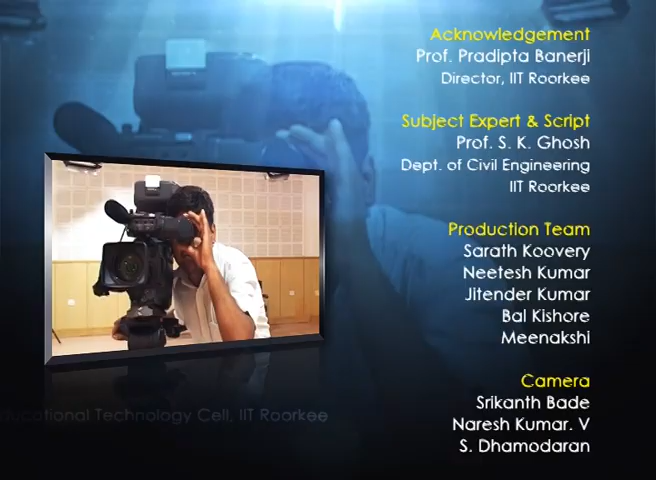 Acknowledgement
Prof. Pradipta Banerji
Director, IIT Roorkee
Subject Expert & Script
Prof. S. K. Ghosh
Dept. of Civil Engineering
IIT Roorkee
Production Team
Sarath Koovery
Neetesh Kumar
Jitender Kumar
Bal Kishore
Meenakshi
Camera
Srikanth Bade
Naresh Kumar. V
S. Dhamodaran
Technology Cell, IIT Roorkee